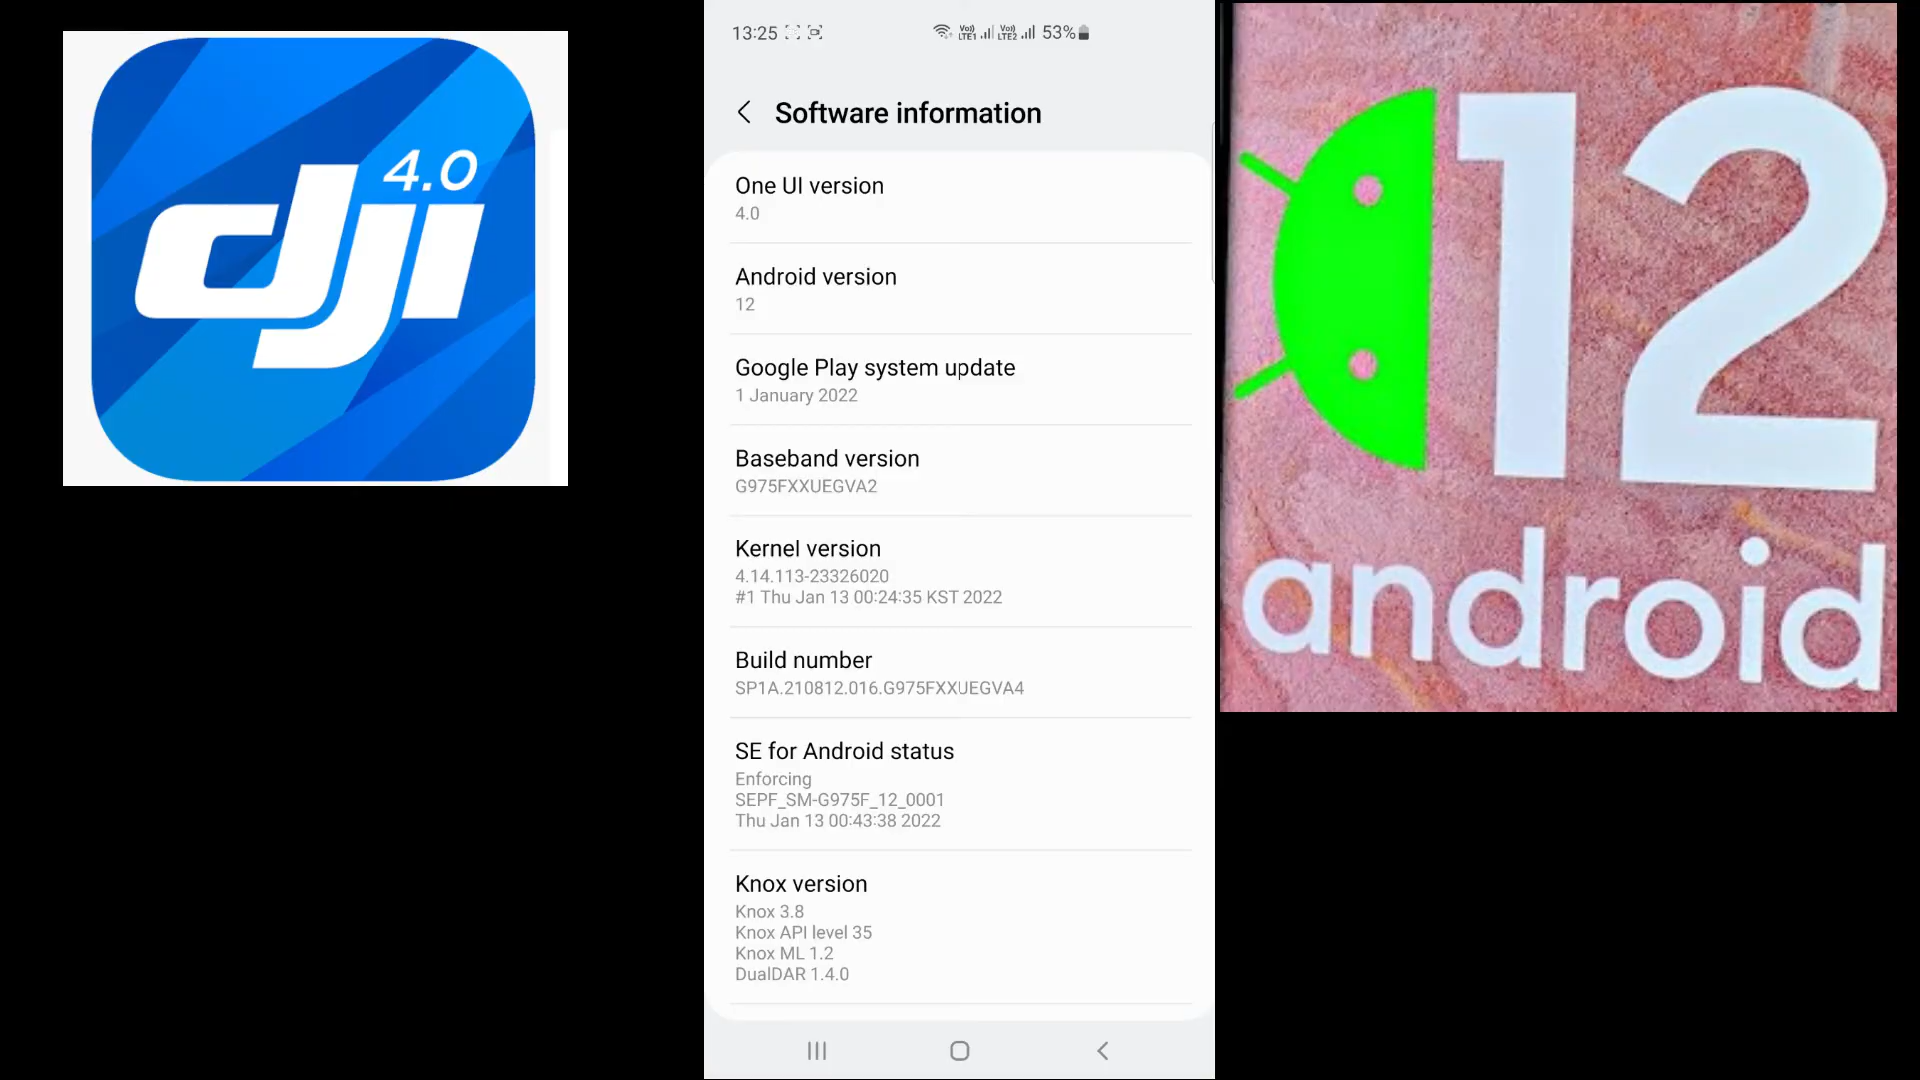 dji 4.0
13:25
Vo)) LTE1 Vo)) LTE2 53%
Software information
One UI version
4.0
Android version
12
Google Play system update
1 January 2022
Baseband version
G975FXXUEGVA2
Kernel version
4.14.113-23326020
#1 Thu Jan 13 00:24:35 KST 2022
Build number
SP1A.210812.016.G975FXXUEGVA4
SE for Android status
Enforcing
SEPF_SM-G975F_12_0001
Thu Jan 13 00:43:38 2022
Knox version
Knox 3.8
Knox API level 35
Knox ML 1.2
DualDAR 1.4.0
12
android